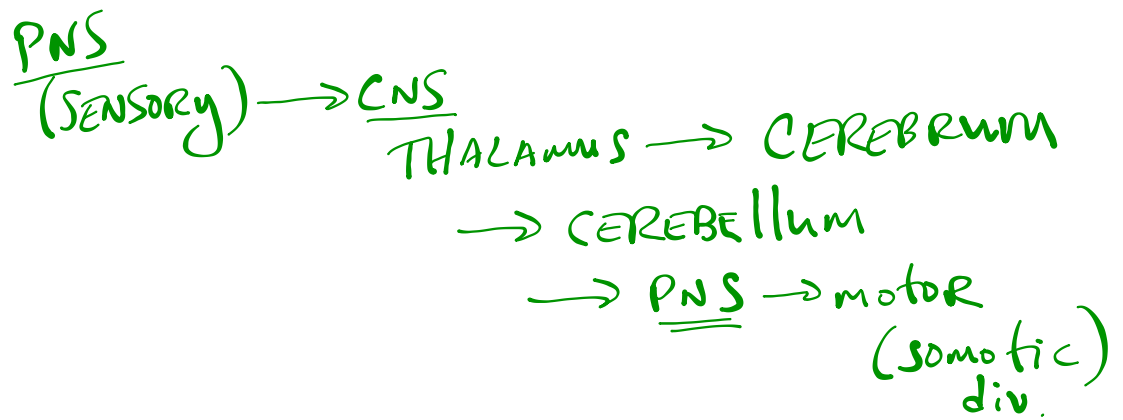 PNS
(SENSORY) → CNS
THALAMUS → CEREBRUM
→ CEREBEllUM
→ PNS → MOTOR
(somotic)
div.